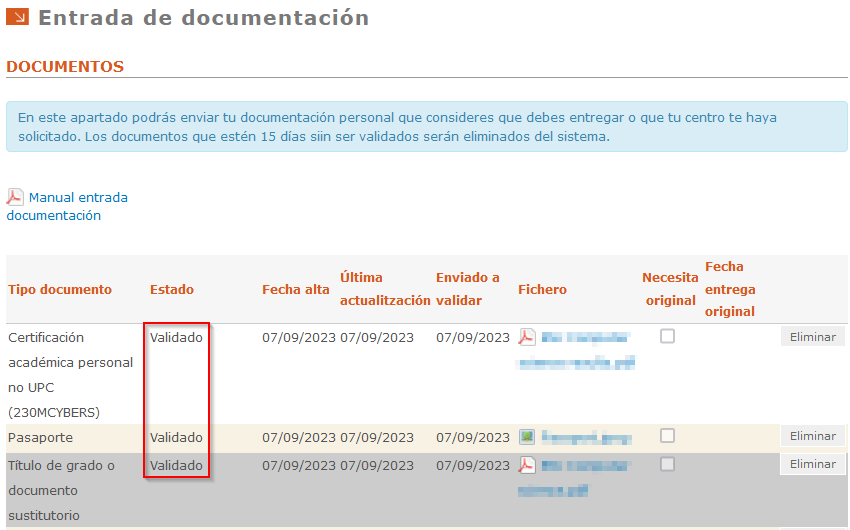 Entrada de documentación
DOCUMENTOS
En este apartado podrás enviar tu documentación personal que consideres que debes entregar o que tu centro te haya
solicitado. Los documentos que estén 15 días siin ser validados serán eliminados del sistema.
Manual entrada
documentación
Tipo documento Estado Fecha alta Última actualitzación Enviado a validar Fichero Necesita original Fecha entrega original
Certificación 07/09/2023 07/09/2023 07/09/2023 Validado Eliminar
académica personal
no UPC
(230MCYBERS)
Pasaporte Validado 07/09/2023 07/09/2023 07/09/2023 Eliminar
Título de grado o Validado 07/09/2023 07/09/2023 07/09/2023 Eliminar
documento
sustitutorio